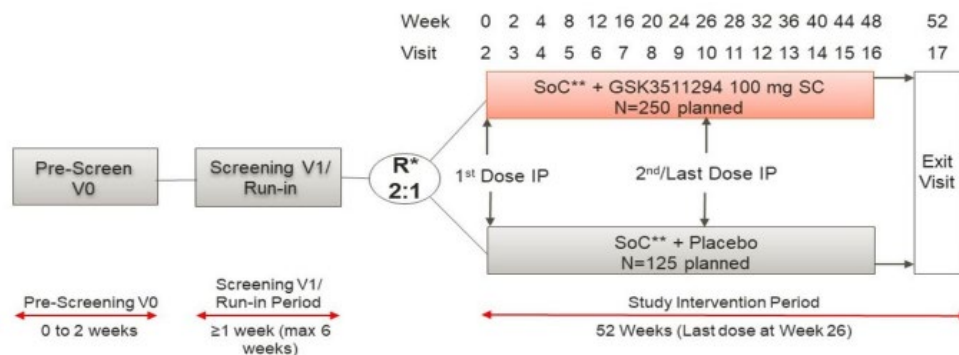 Week 0 2 4 8 12 16 20 24 26 28 32 36 40 44 48 52
Visit 2 3 4 5 6 7 8 9 10 11 12 13 14 15 16 17
SoC** + GSK3511294 100 mg SC
N=250 planned
Pre-Screen
V0
Screening V1/
Run-in
R*
2:1
1st Dose IP
2nd/Last Dose IP
Exit
Visit
SoC** + Placebo
N=125 planned
Pre-Screening V0
0 to 2 weeks
Screening V1/
Run-in Period
≥1 week (max 6
weeks)
Study Intervention Period
52 Weeks (Last dose at Week 26)